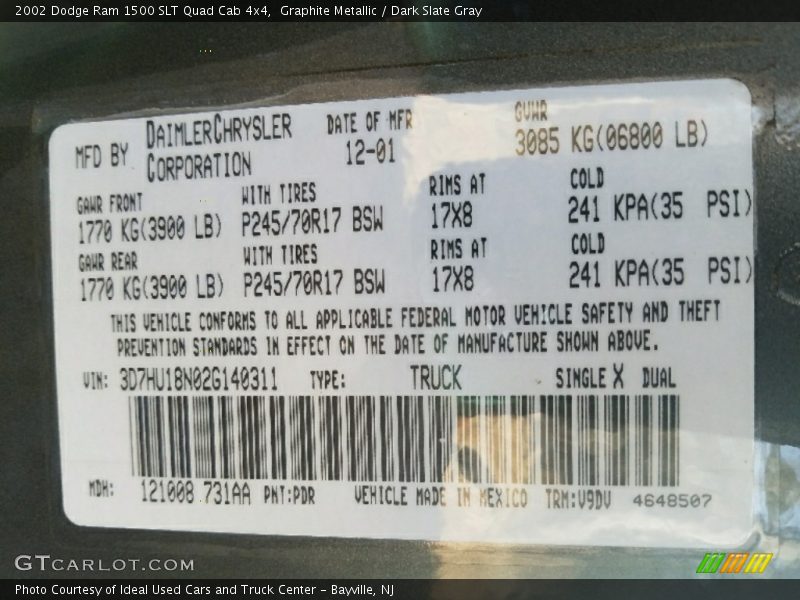 2002 Dodge Ram 1500 SLT Quad Cab 4x4,  Graphite Metallic / Dark Slate Gray
MFD BY DAIMLERCHRYSLER CORPORATION DATE OF MFR 12-01 GVWR 3085 KG(06800 LB)
GAWR FRONT WITH TIRES RIMS AT COLD
1770 KG(3900 LB) P245/70R17 BSW 17X8 241 KPA(35 PSI)
GAWR REAR WITH TIRES RIMS AT COLD
1770 KG(3900 LB) P245/70R17 BSW 17X8 241 KPA(35 PSI)
THIS VEHICLE CONFORMS TO ALL APPLICABLE FEDERAL MOTOR VEHICLE SAFETY AND THEFT
PREVENTION STANDARDS IN EFFECT ON THE DATE OF MANUFACTURE SHOWN ABOVE.
VIN: 3D7HU18N02G140311 TYPE: TRUCK SINGLE X DUAL
MDH: 121008 731AA PNT:PDR VEHICLE MADE IN MEXICO TRM:V9DV 4648507
GTCARLOT.COM
Photo Courtesy of Ideal Used Cars and Truck Center - Bayville, NJ